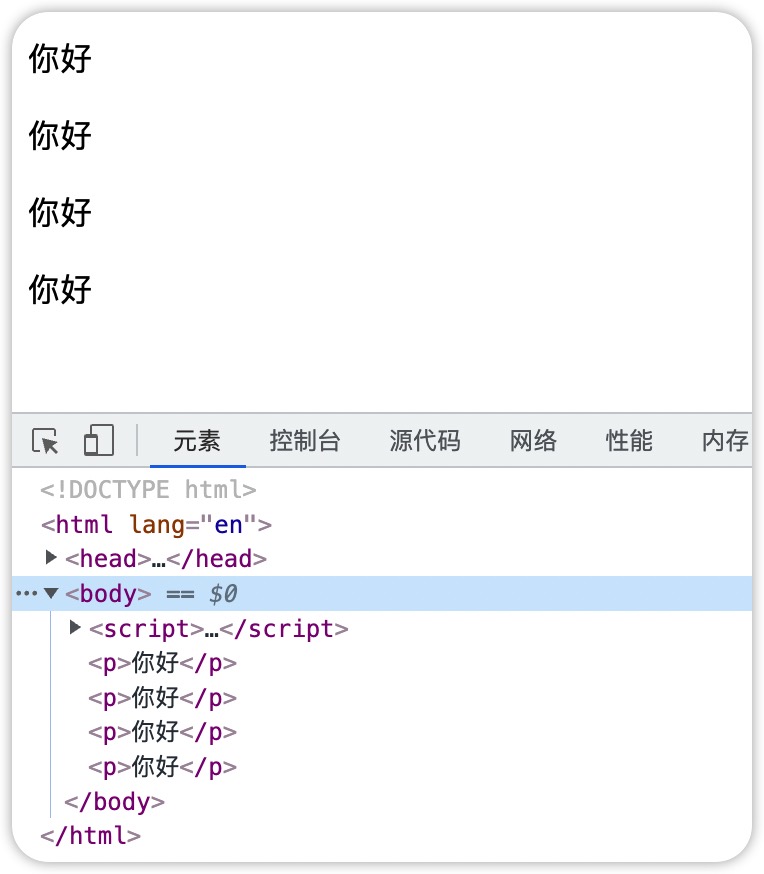 你好
你好
你好
你好
元素 控制台 源代码 网络 性能 内存
<!DOCTYPE html>
<html lang="en">
<head>…</head>
<body> == $0
<script>…</script>
<p>你好</p>
<p>你好</p>
<p>你好</p>
<p>你好</p>
</body>
</html>